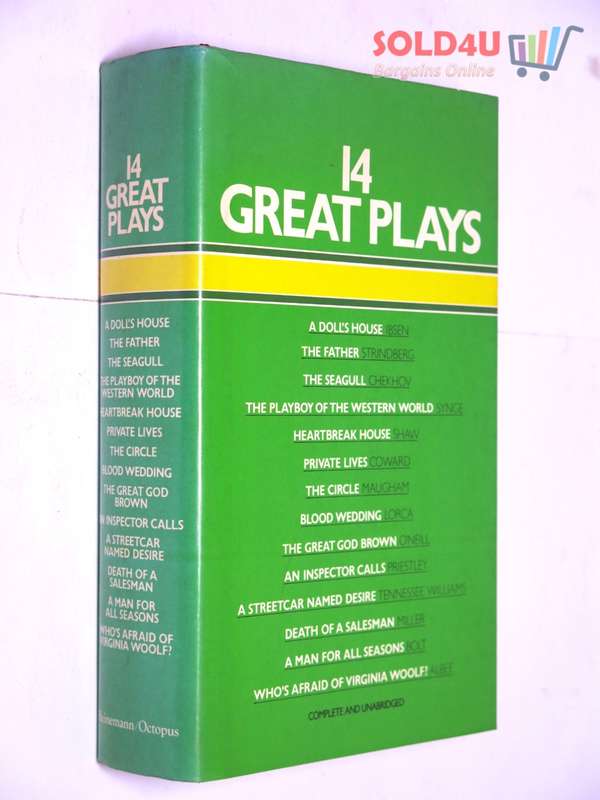 SOLD4U
Bargains Online
14
GREAT
PLAYS
A DOLL'S HOUSE
THE FATHER
THE SEAGULL
THE PLAYBOY OF THE
WESTERN WORLD
HEARTBREAK HOUSE
PRIVATE LIVES
THE CIRCLE
BLOOD WEDDING
THE GREAT GOD
BROWN
AN INSPECTOR CALLS
A STREETCAR
NAMED DESIRE
DEATH OF A
SALESMAN
A MAN FOR
ALL SEASONS
WHO'S AFRAID OF
VIRGINIA WOOLF?
Heinemann/Octopus
14
GREAT PLAYS
A DOLL'S HOUSE IBSEN
THE FATHER STRINDBERG
THE SEAGULL CHEKHOV
THE PLAYBOY OF THE WESTERN WORLD SYNGE
HEARTBREAK HOUSE SHAW
PRIVATE LIVES COWARD
THE CIRCLE MAUGHAM
BLOOD WEDDING LORCA
THE GREAT GOD BROWN O'NEILL
AN INSPECTOR CALLS PRIESTLEY
A STREETCAR NAMED DESIRE TENNESSEE WILLIAMS
DEATH OF A SALESMAN MILLER
A MAN FOR ALL SEASONS BOLT
WHO'S AFRAID OF VIRGINIA WOOLF? ALBEE
COMPLETE AND UNABRIDGED